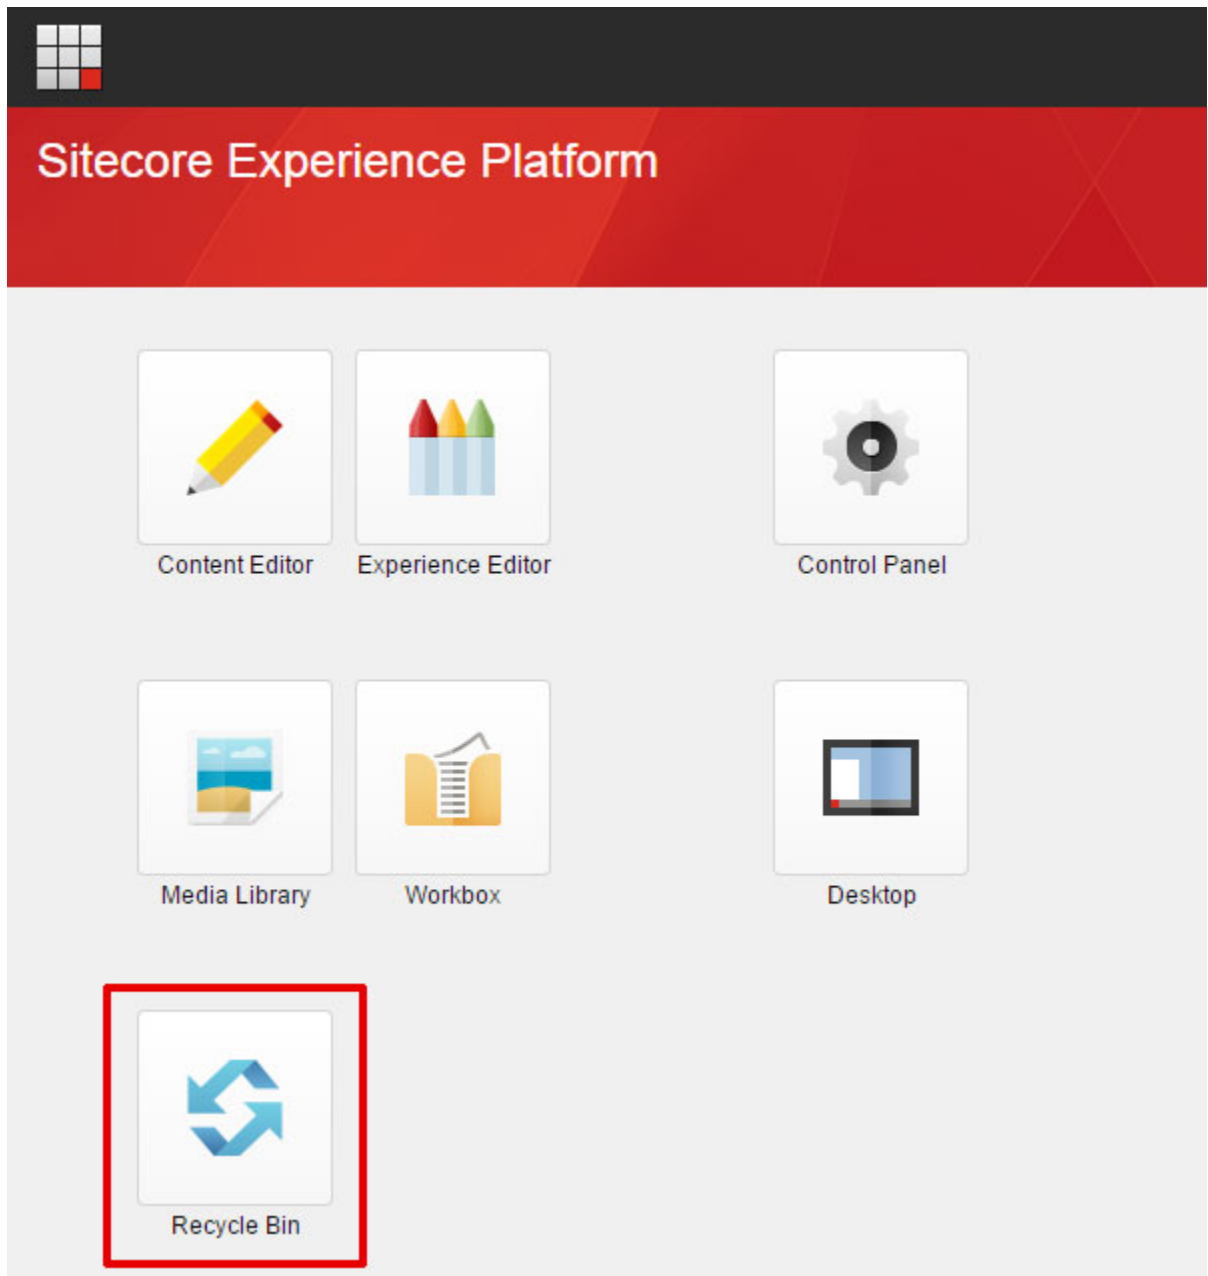 Sitecore Experience Platform
Content Editor
Experience Editor
Control Panel
Media Library
Workbox
Desktop
Recycle Bin